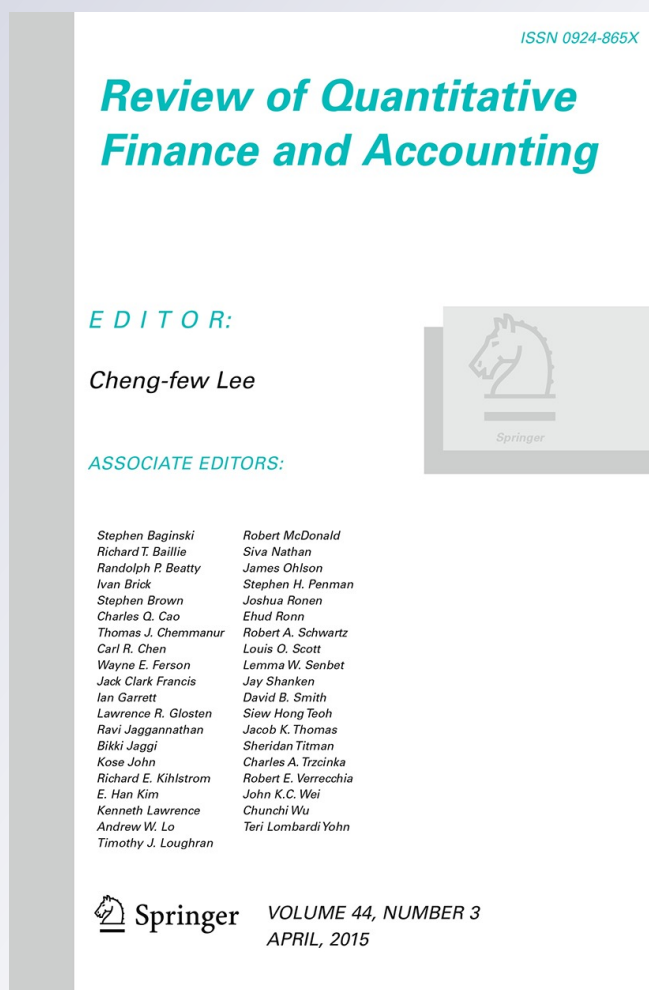 ISSN 0924-865X
Review of Quantitative
Finance and Accounting
EDITOR:
Cheng-few Lee
Springer
ASSOCIATE EDITORS:
Stephen Baginski
Richard T. Baillie
Randolph P. Beatty
Ivan Brick
Stephen Brown
Charles Q. Cao
Thomas J. Chemmanur
Carl R. Chen
Wayne E. Ferson
Jack Clark Francis
Ian Garrett
Lawrence R. Glosten
Ravi Jaggannathan
Bikki Jaggi
Kose John
Richard E. Kihlstrom
E. Han Kim
Kenneth Lawrence
Andrew W. Lo
Timothy J. Loughran
Robert McDonald
Siva Nathan
James Ohlson
Stephen H. Penman
Joshua Ronen
Ehud Ronn
Robert A. Schwartz
Louis O. Scott
Lemma W. Senbet
Jay Shanken
David B. Smith
Siew Hong Teoh
Jacob K. Thomas
Sheridan Titman
Charles A. Trzcinka
Robert E. Verrecchia
John K.C. Wei
Chunchi Wu
Teri Lombardi Yohn
Springer
VOLUME 44, NUMBER 3
APRIL, 2015